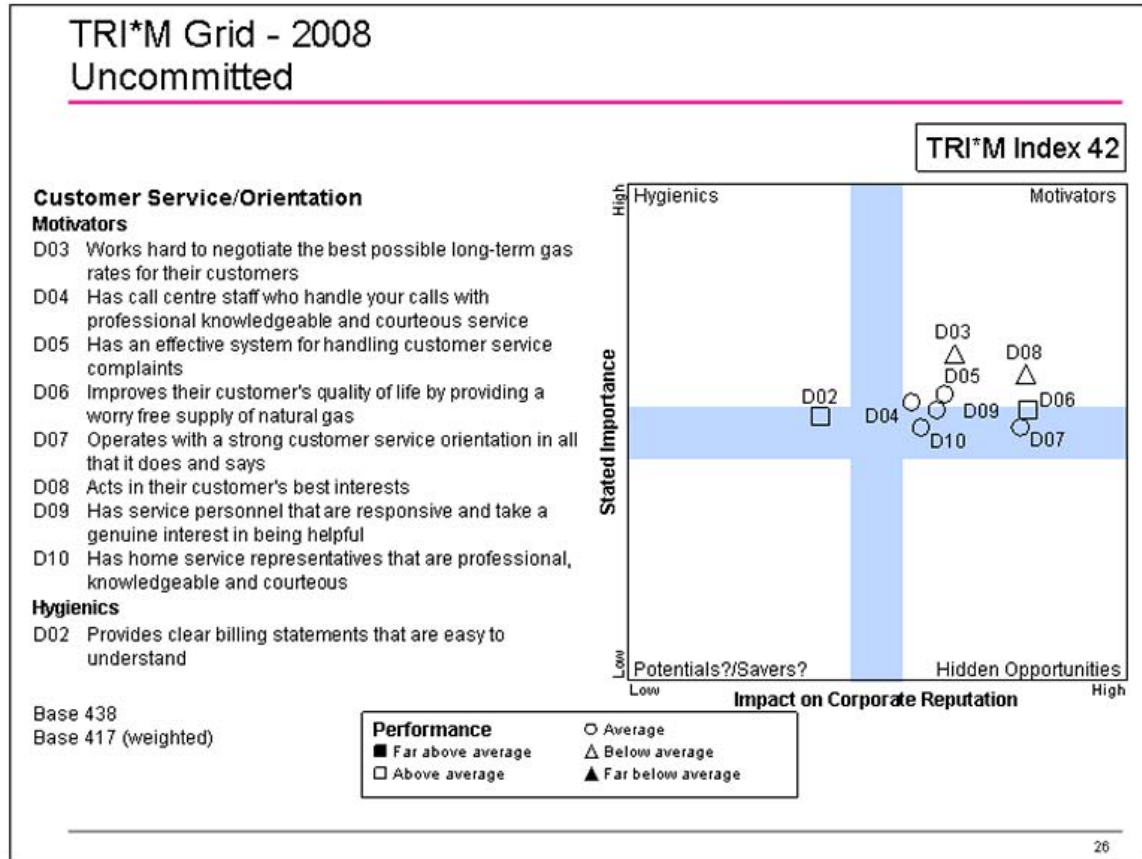 TRI*M Grid - 2008
Uncommitted
TRI*M Index 42
Customer Service/Orientation
Motivators
D03 Works hard to negotiate the best possible long-term gas
rates for their customers
D04 Has call centre staff who handle your calls with
professional knowledgeable and courteous service
D05 Has an effective system for handling customer service
complaints
D06 Improves their customer's quality of life by providing a
worry free supply of natural gas
D07 Operates with a strong customer service orientation in all
that it does and says
D08 Acts in their customer's best interests
D09 Has service personnel that are responsive and take a
genuine interest in being helpful
D10 Has home service representatives that are professional,
knowledgeable and courteous
Hygienics
D02 Provides clear billing statements that are easy to
understand
Base 438
Base 417 (weighted)
High
Hygienics
Motivators
Stated Importance
D03
D08
D05
D02
D06
D04
D09
D10
D07
Low
Potentials?/Savers?
Hidden Opportunities
Low
Impact on Corporate Reputation
High
Performance
Far above average
Above average
Average
Below average
Far below average
26